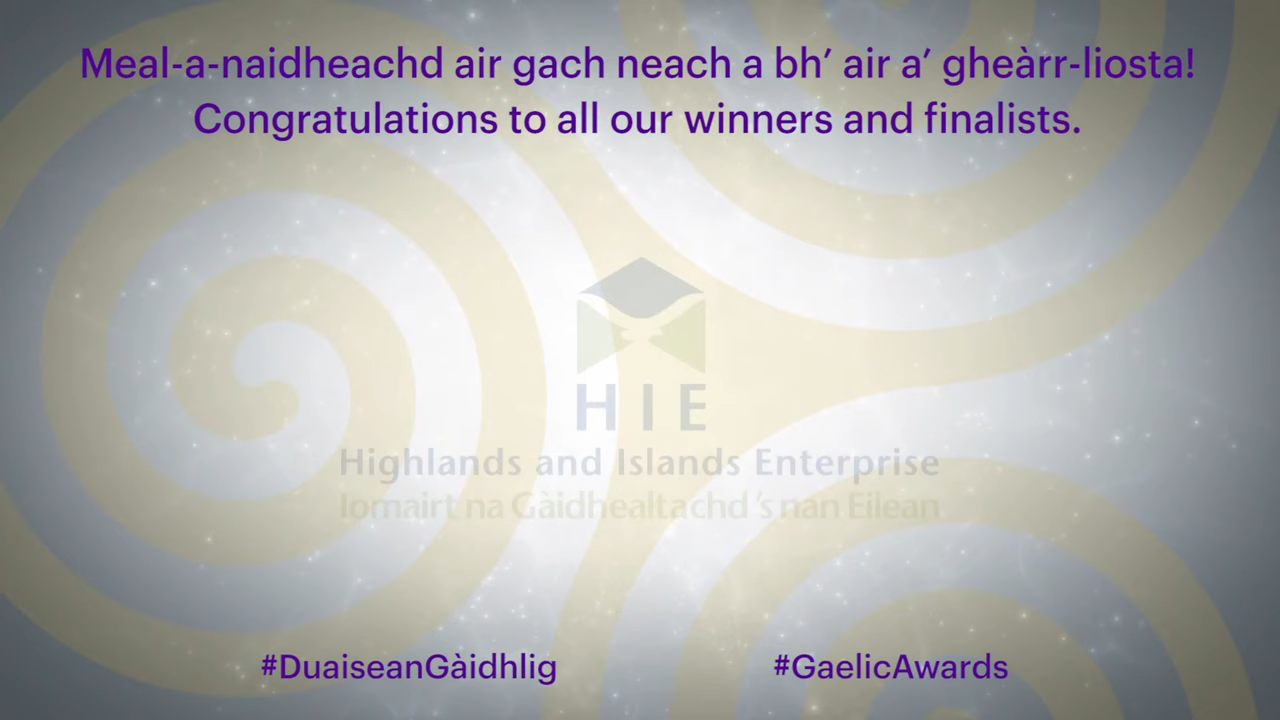 Meal-a-naidheachd air gach neach a bh’ air a’ gheàrr-liosta!
Congratulations to all our winners and finalists.
HIE
Highlands and Islands Enterprise
Iomairt na Gàidhealtachd 's nan Eilean
#DuaiseanGàidhlig
#GaelicAwards